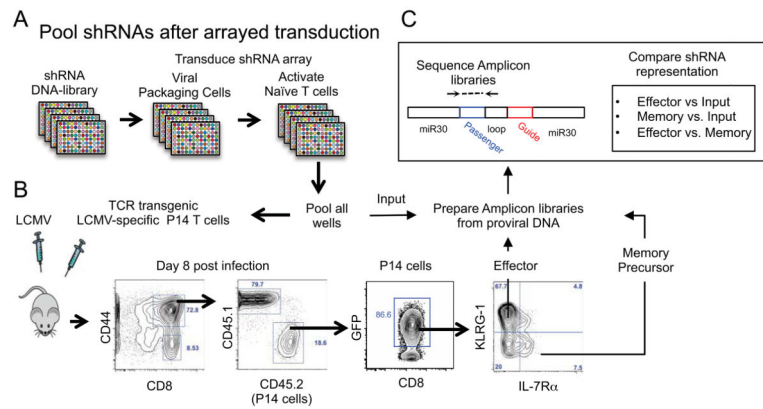 A
Pool shRNAs after arrayed transduction
Transduce shRNA array
shRNA
DNA-library
Viral
Packaging Cells
Activate
Naïve T cells
C
Sequence Amplicon
libraries
miR30
Passenger
loop
Guide
miR30
Compare shRNA
representation
• Effector vs Input
• Memory vs. Input
• Effector vs. Memory
B
LCMV
TCR transgenic
LCMV-specific P14 T cells
Pool all
wells
Input
Prepare Amplicon libraries
from proviral DNA
Memory
Precursor
Day 8 post infection
P14 cells
Effector
CD44
72.8
8.53
CD8
CD45.1
79.7
18.6
CD45.2
(P14 cells)
GFP
86.6
CD8
KLRG-1
67.7
4.8
20
7.5
IL-7Rα